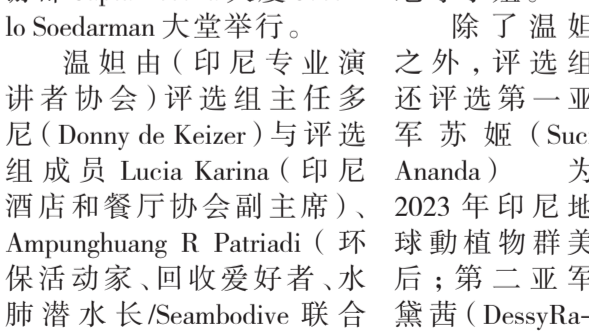 lo Soedarman 大堂举行。
温妲由(印尼专业演
讲者协会)评选组主任多
尼(Donny de Keizer)与评选
组成员 Lucia Karina(印尼
酒店和餐厅协会副主席)、
Ampunghuang R Patriadi(环
保活动家、回收爱好者、水
肺潜水长/Seambodive 联合
除了温妲
之外,评选组
还评选第一亚
军苏姬(Suc
Ananda)为
2023 年印尼地
球動植物群美
后;第二亚军
黛茜(DessyRa-